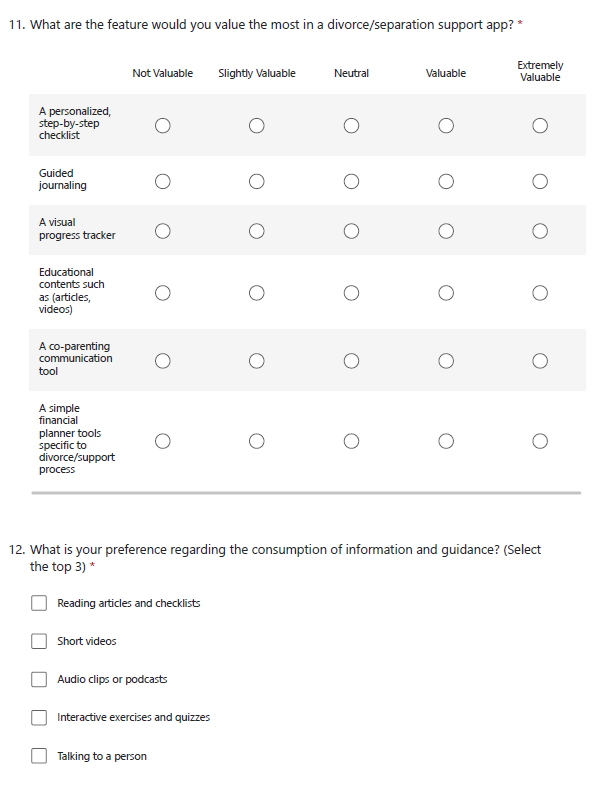 11. What are the feature would you value the most in a divorce/separation support app? *
Not Valuable Slightly Valuable Neutral Valuable Extremely
Valuable
A personalized,
step-by-step
checklist
Guided
journaling
A visual
progress tracker
Educational
contents such
as (articles,
videos)
A co-parenting
communication
tool
A simple
financial
planner tools
specific to
divorce/support
process
12. What is your preference regarding the consumption of information and guidance? (Select
the top 3) *
Reading articles and checklists
Short videos
Audio clips or podcasts
Interactive exercises and quizzes
Talking to a person